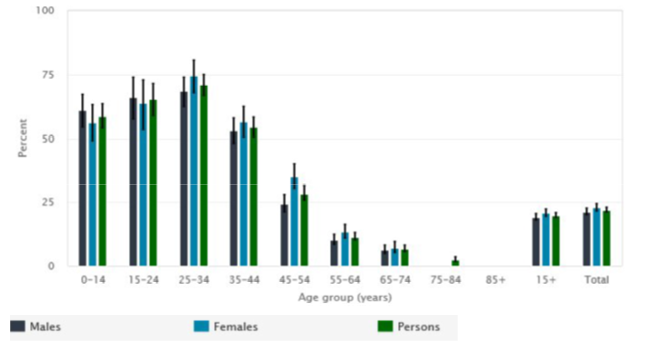 100
75
50
25
0
Percent
0-14 15-24 25-34 35-44 45-54 55-64 65-74 75-84 85+ 15+ Total
Age group (years)
Males Females Persons